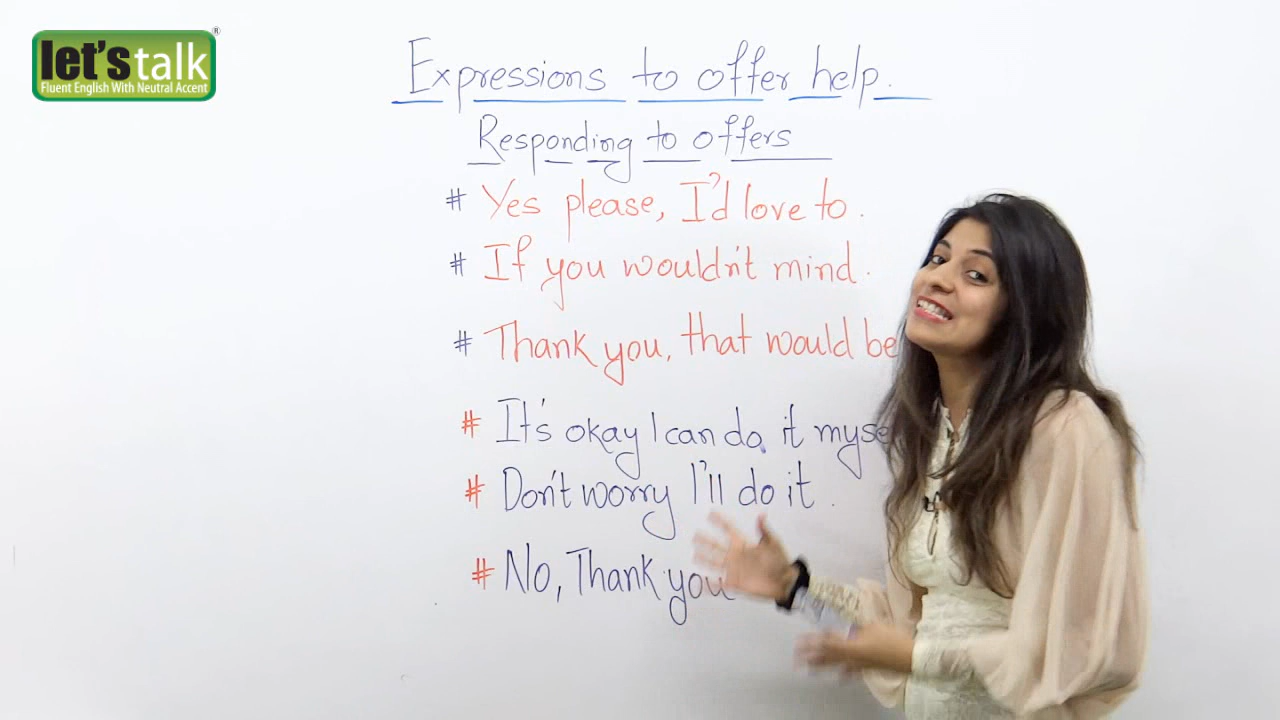 let's talk®
Fluent English With Neutral Accent
Expressions to offer help.
Responding to offers
# Yes please, I'd love to.
# If you wouldn't mind.
# Thank you, that would be
# It's okay I can do it myse
# Don't worry I'll do it.
# No, Thank you